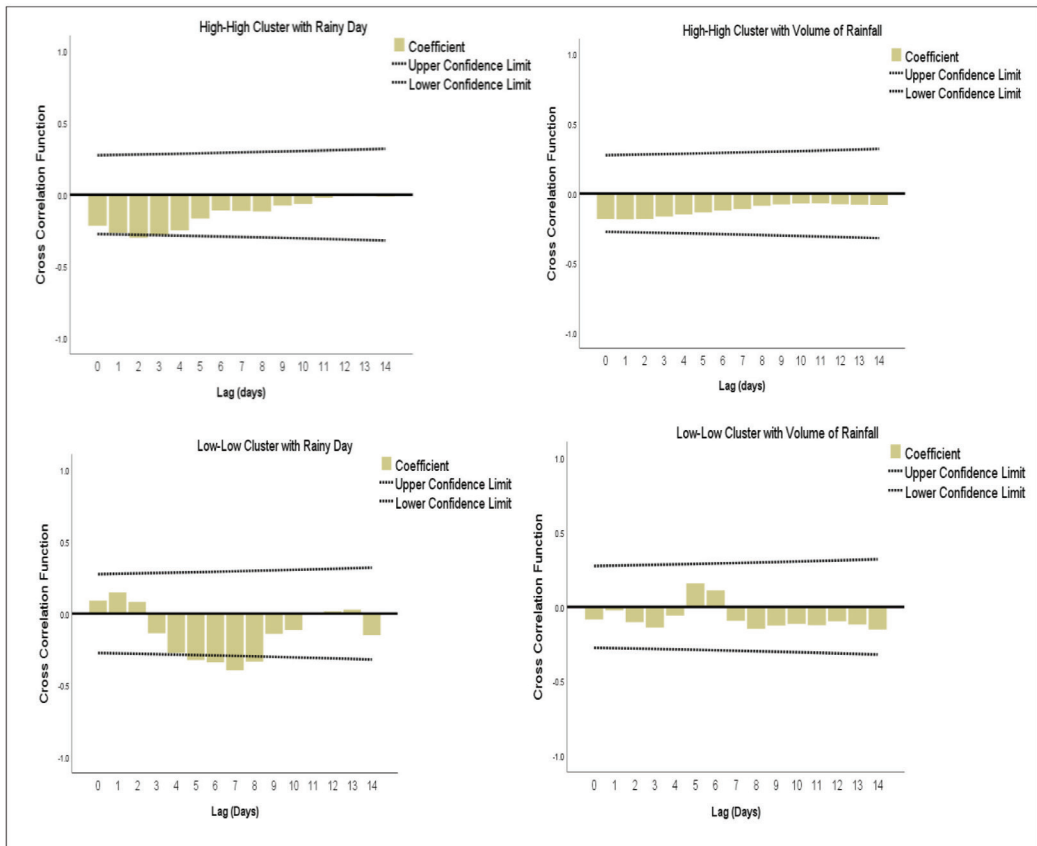 High-High Cluster with Rainy Day
Coefficient
Upper Confidence Limit
Lower Confidence Limit
Cross Correlation Function
1.0
0.5
0.0
-0.5
-1.0
0 1 2 3 4 5 6 7 8 9 10 11 12 13 14
Lag (days)
High-High Cluster with Volume of Rainfall
Coefficient
Upper Confidence Limit
Lower Confidence Limit
Cross Correlation Function
1.0
0.5
0.0
-0.5
-1.0
0 1 2 3 4 5 6 7 8 9 10 11 12 13 14
Lag (days)
Low-Low Cluster with Rainy Day
Coefficient
Upper Confidence Limit
Lower Confidence Limit
Cross Correlation Function
1.0
0.5
0.0
-0.5
-1.0
0 1 2 3 4 5 6 7 8 9 10 11 12 13 14
Lag (Days)
Low-Low Cluster with Volume of Rainfall
Coefficient
Upper Confidence Limit
Lower Confidence Limit
Cross Correlation Function
1.0
0.5
0.0
-0.5
-1.0
0 1 2 3 4 5 6 7 8 9 10 11 12 13 14
Lag (Days)